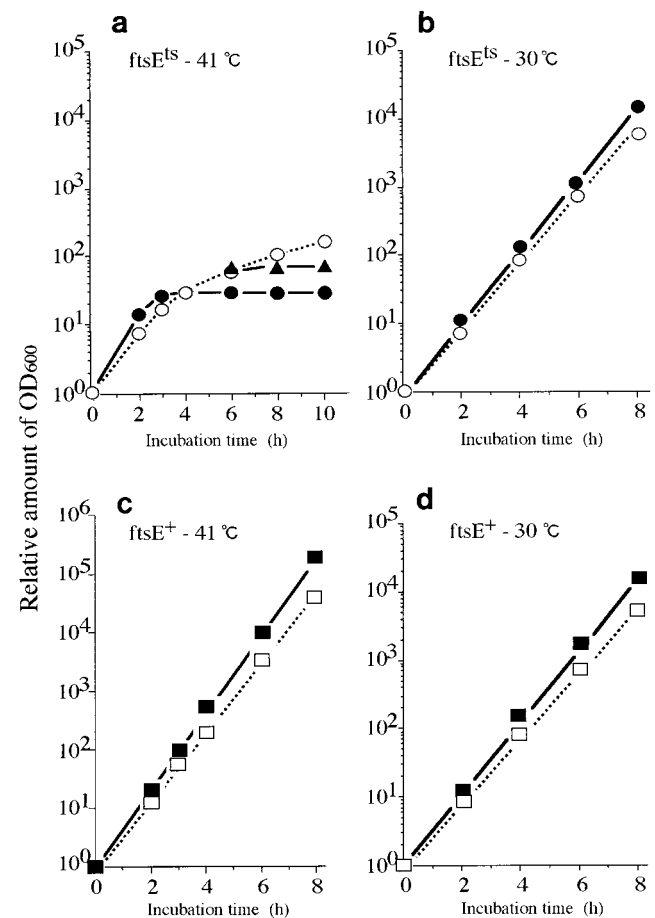 a
ftsEts - 41 ℃
10^5
10^4
10^3
10^2
10^1
10^0
0 2 4 6 8 10
Incubation time (h)
b
ftsEts - 30 ℃
10^5
10^4
10^3
10^2
10^1
10^0
0 2 4 6 8
Incubation time (h)
Relative amount of OD600
c
ftsE+ - 41 ℃
10^6
10^5
10^4
10^3
10^2
10^1
10^0
0 2 4 6 8
Incubation time (h)
d
ftsE+ - 30 ℃
10^5
10^4
10^3
10^2
10^1
10^0
0 2 4 6 8
Incubation time (h)